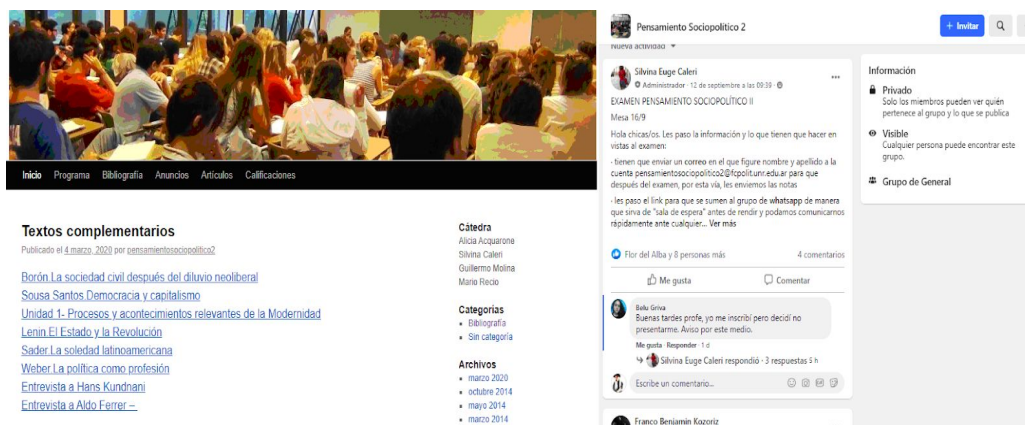 Inicio Programa Bibliografía Anuncios Artículos Calificaciones
Textos complementarios
Publicado el 4 marzo, 2020 por pensamientosociopolitico2
Borón.La sociedad civil después del diluvio neoliberal
Sousa Santos.Democracia y capitalismo
Unidad 1- Procesos y acontecimientos relevantes de la Modernidad
Lenin.El Estado y la Revolución
Sader.La soledad latinoamericana
Weber.La política como profesión
Entrevista a Hans Kundnani
Entrevista a Aldo Ferrer –
Cátedra
Alicia Acquarone
Silvina Caleri
Guillermo Molina
Mario Recio
Categorías
Bibliografía
Sin categoría
Archivos
marzo 2020
octubre 2014
mayo 2014
marzo 2014
Pensamiento Sociopolitico 2
+ Invitar
Nueva actividad
Silvina Euge Caleri
Administrador · 12 de septiembre a las 09:39 ·
EXAMEN PENSAMIENTO SOCIOPOLÍTICO II
Mesa 16/9
Hola chicas/os. Les paso la información y lo que tienen que hacer en
vistas al examen:
- tienen que enviar un correo en el que figure nombre y apellido a la
cuenta pensamientosociopolitico2@fcpolit.unr.edu.ar para que
después del examen, por esta vía, les enviemos las notas
- les paso el link para que se sumen al grupo de whatsapp de manera
que sirva de "sala de espera" antes de rendir y podamos comunicarnos
rápidamente ante cualquier... Ver más
Flor del Alba y 8 personas más
4 comentarios
Me gusta
Comentar
Belu Griva
Buenas tardes profe, yo me inscribí pero decidí no
presentarme. Aviso por este medio.
Me gusta · Responder · 1 d
Silvina Euge Caleri respondió · 3 respuestas 5 h
Escribe un comentario...
Franco Benjamin Kozoriz
Información
Privado
Solo los miembros pueden ver quién
pertenece al grupo y lo que se publica
Visible
Cualquier persona puede encontrar este
grupo.
Grupo de General